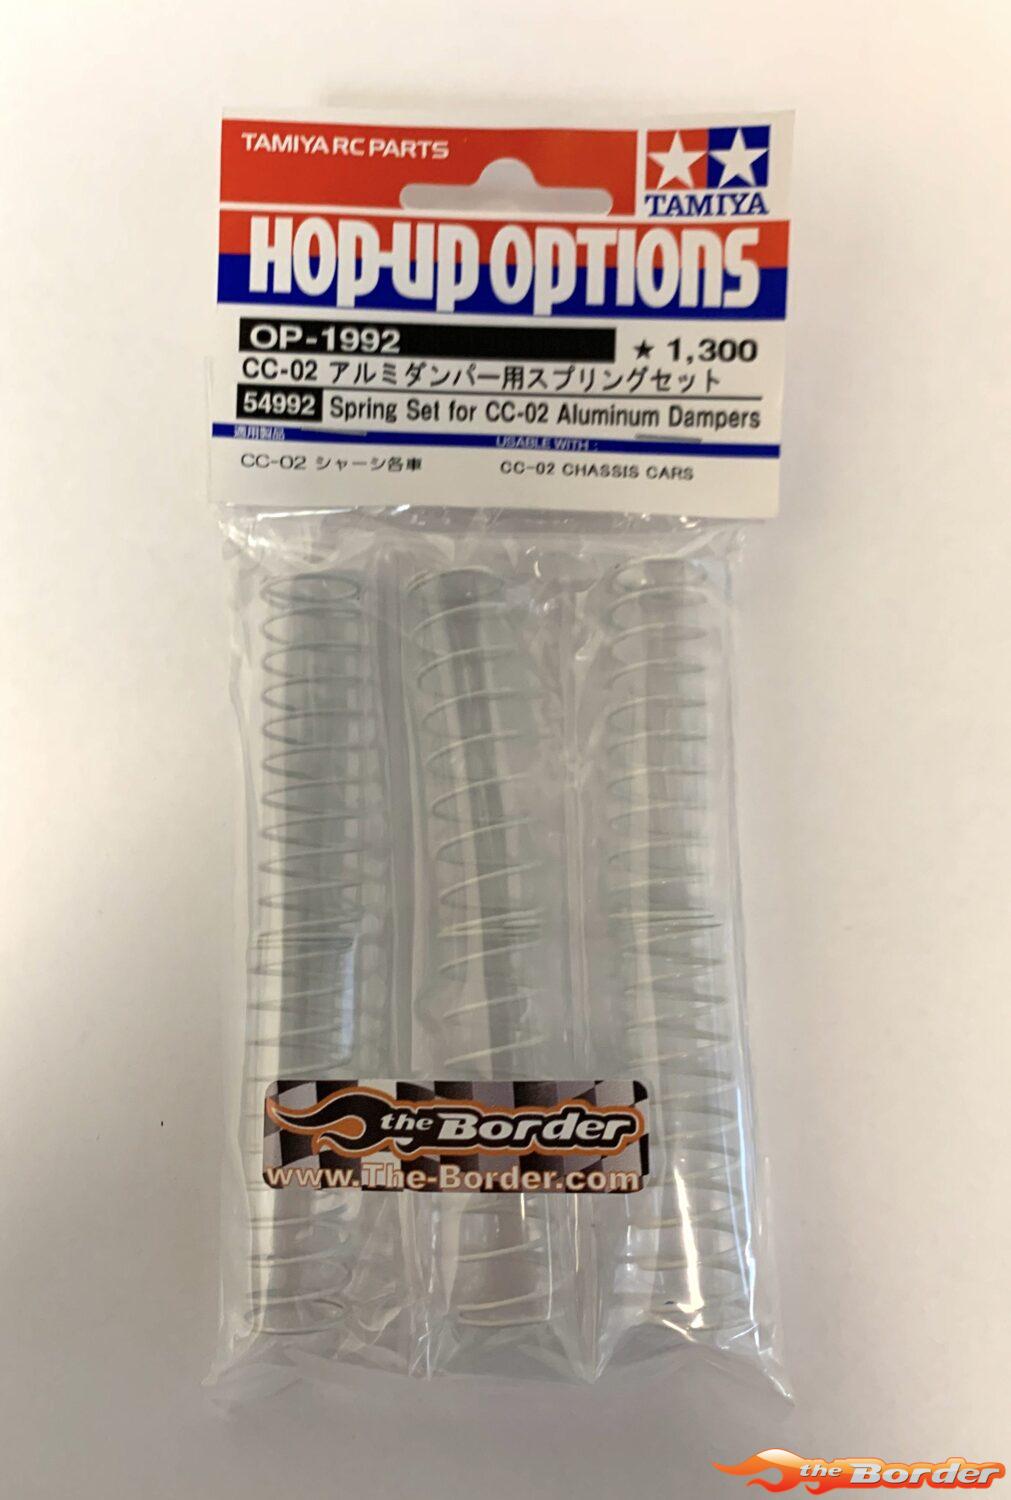 TAMIYA RC PARTS
TAMIYA
HOP-UP OPTIONS
OP-1992
★ 1,300
CC-02 アルミダンパー用スプリングセット
54992 Spring Set for CC-02 Aluminum Dampers
適用製品 USABLE WITH :
CC-02 シャーシ各車 CC-02 CHASSIS CARS
the Border
www.The-Border.com
the Border